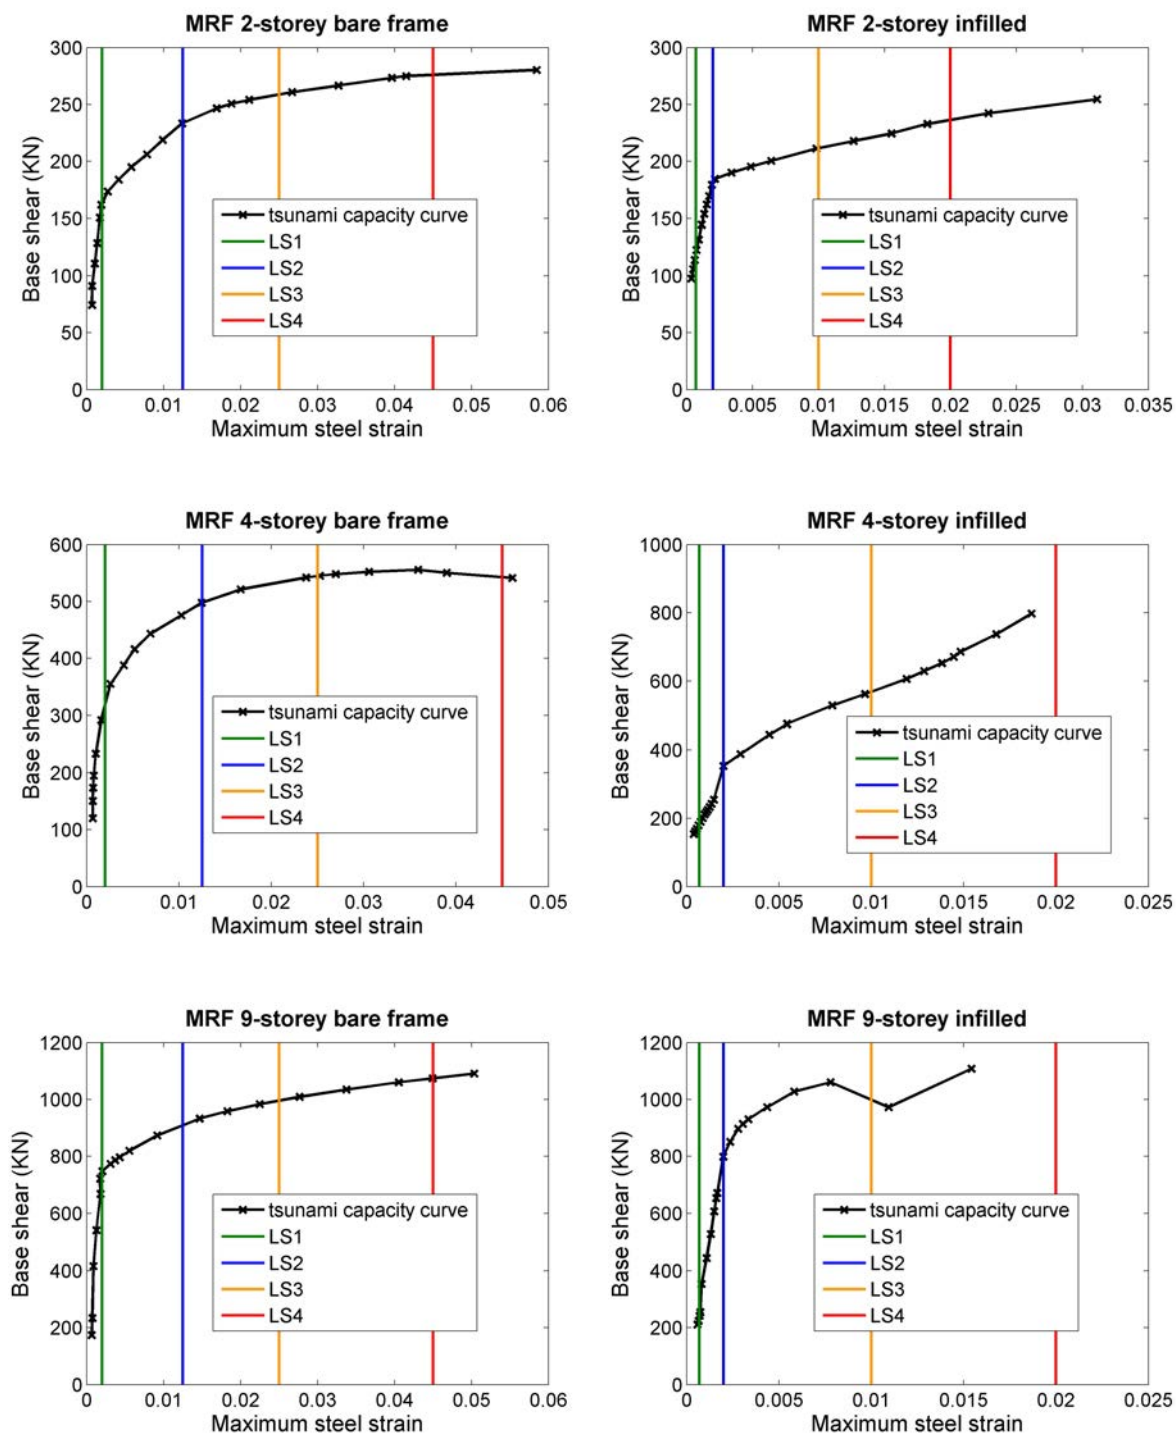 MRF 2-storey bare frame
300
250
200
150
100
50
0
Base shear (KN)
tsunami capacity curve
LS1
LS2
LS3
LS4
0 0.01 0.02 0.03 0.04 0.05 0.06
Maximum steel strain
MRF 2-storey infilled
300
250
200
150
100
50
0
Base shear (KN)
tsunami capacity curve
LS1
LS2
LS3
LS4
0 0.005 0.01 0.015 0.02 0.025 0.03 0.035
Maximum steel strain
MRF 4-storey bare frame
600
500
400
300
200
100
0
Base shear (KN)
tsunami capacity curve
LS1
LS2
LS3
LS4
0 0.01 0.02 0.03 0.04 0.05
Maximum steel strain
MRF 4-storey infilled
1000
800
600
400
200
0
Base shear (KN)
tsunami capacity curve
LS1
LS2
LS3
LS4
0 0.005 0.01 0.015 0.02 0.025
Maximum steel strain
MRF 9-storey bare frame
1200
1000
800
600
400
200
0
Base shear (KN)
tsunami capacity curve
LS1
LS2
LS3
LS4
0 0.01 0.02 0.03 0.04 0.05 0.06
Maximum steel strain
MRF 9-storey infilled
1200
1000
800
600
400
200
0
Base shear (KN)
tsunami capacity curve
LS1
LS2
LS3
LS4
0 0.005 0.01 0.015 0.02 0.025
Maximum steel strain